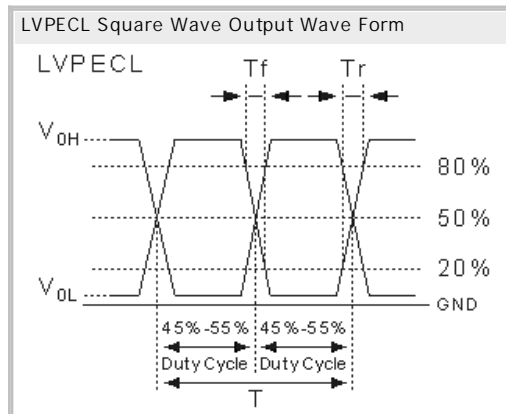 LVPECL Square Wave Output Wave Form
LVPECL
Tf
Tr
V0H
80%
50%
20%
V0L
GND
45%-55% 45%-55%
Duty Cycle Duty Cycle
T